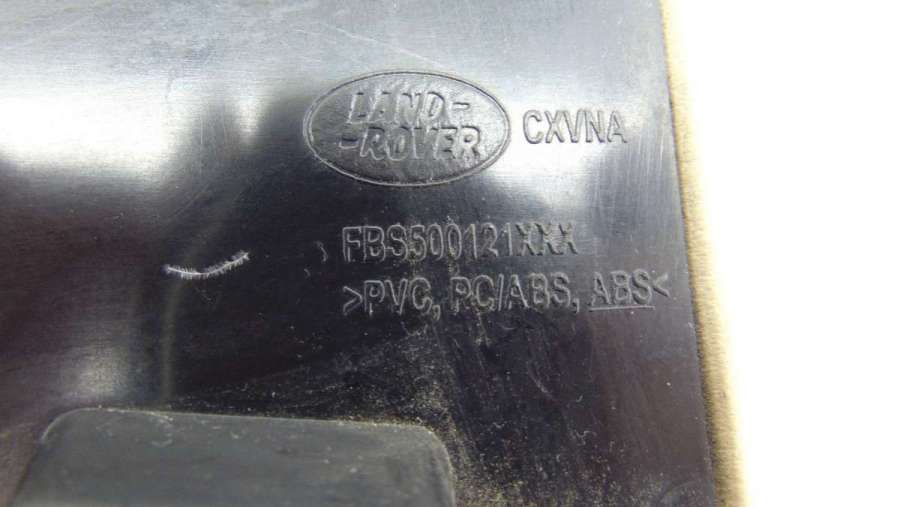 LAND-
-ROVER
CXVNA
FBS500121XXX
>PVC, PC/ABS, ABS<